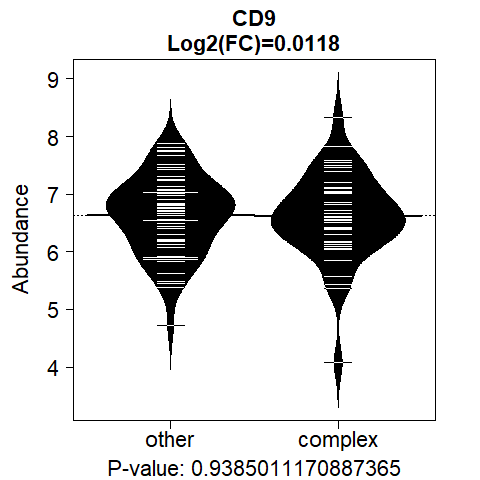 CD9
Log2(FC)=0.0118
Abundance
9
8
7
6
5
4
other complex
P-value: 0.9385011170887365